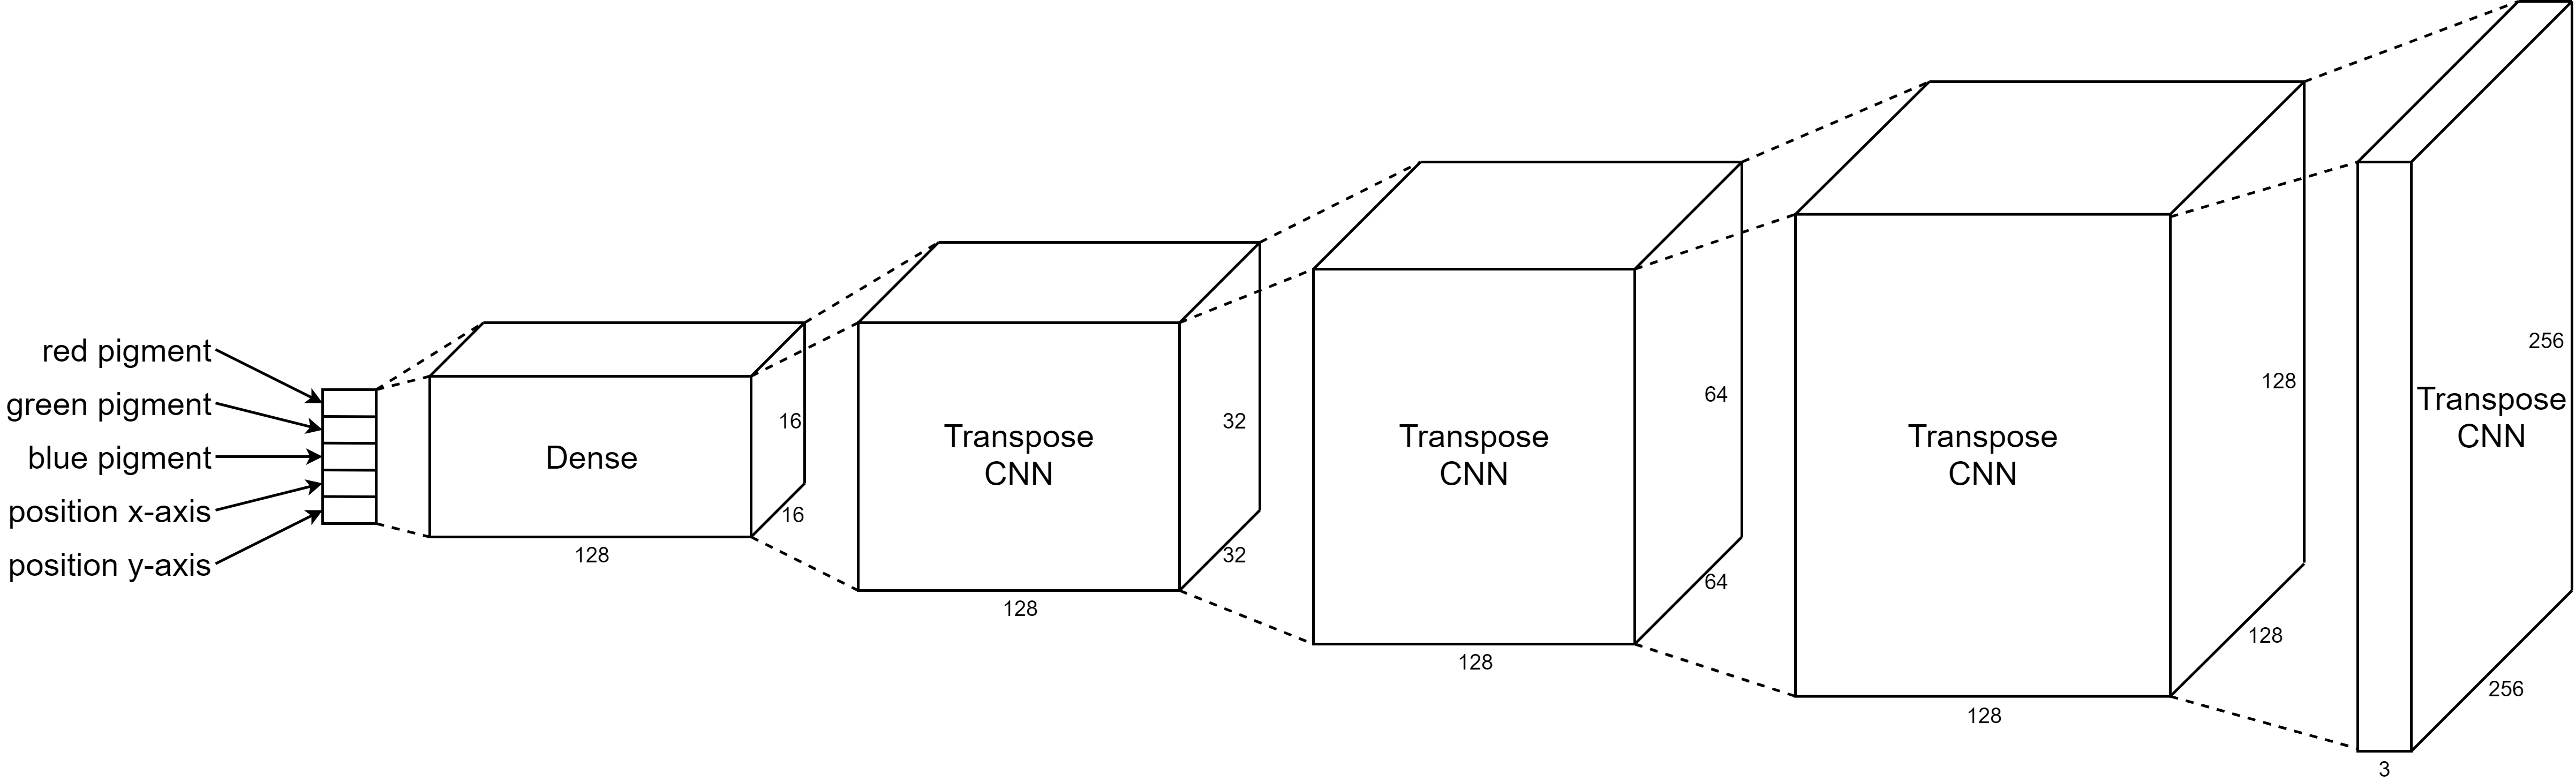 red pigment
green pigment
blue pigment
position x-axis
position y-axis
Dense
16
16
128
Transpose
CNN
32
32
128
Transpose
CNN
64
64
128
Transpose
CNN
128
128
128
Transpose
CNN
256
256
3